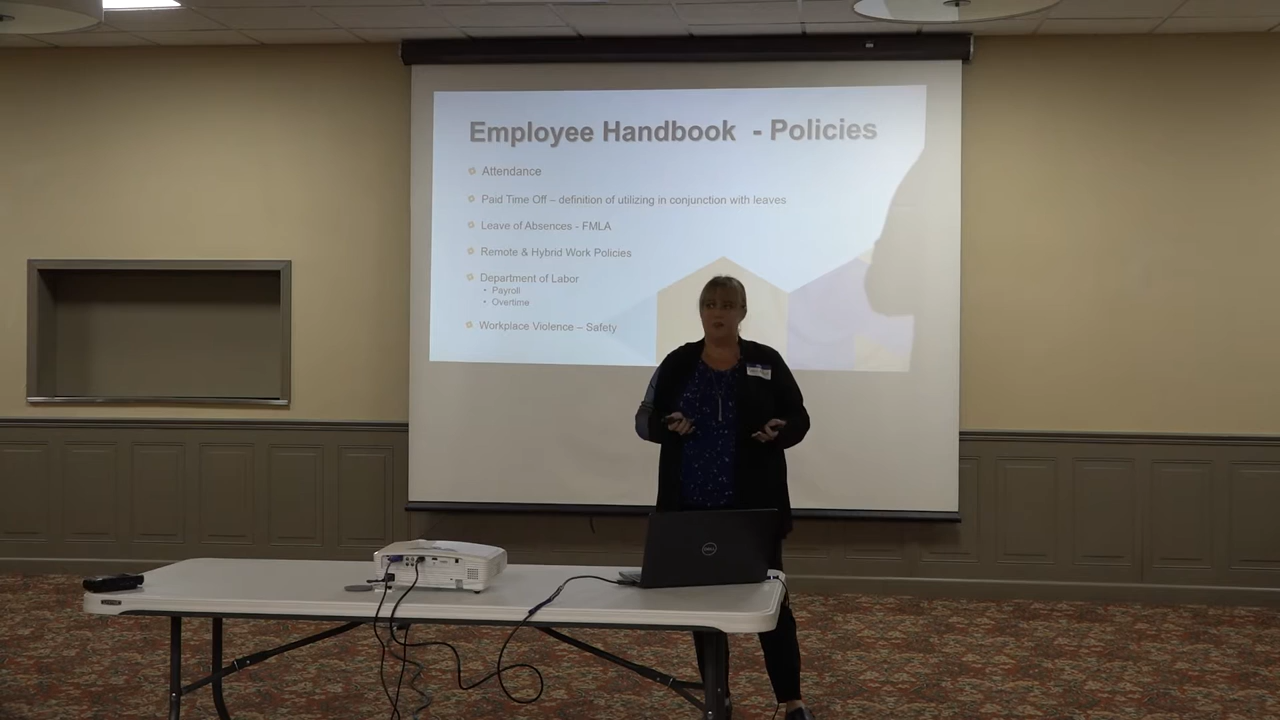 Employee Handbook - Policies
Attendance
Paid Time Off – definition of utilizing in conjunction with leaves
Leave of Absences - FMLA
Remote & Hybrid Work Policies
Department of Labor
• Payroll
• Overtime
Workplace Violence – Safety
DELL